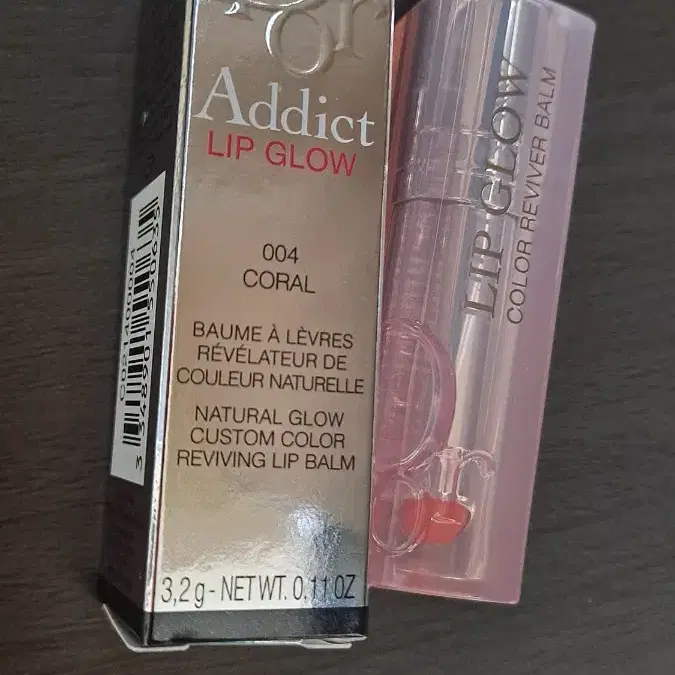 Dior
Addict
LIP GLOW
004
CORAL
BAUME À LÈVRES
RÉVÉLATEUR DE
COULEUR NATURELLE
NATURAL GLOW
CUSTOM COLOR
REVIVING LIP BALM
3,2 g - NET WT. 0.11 OZ
LIP GLOW
COLOR REVIVER BALM